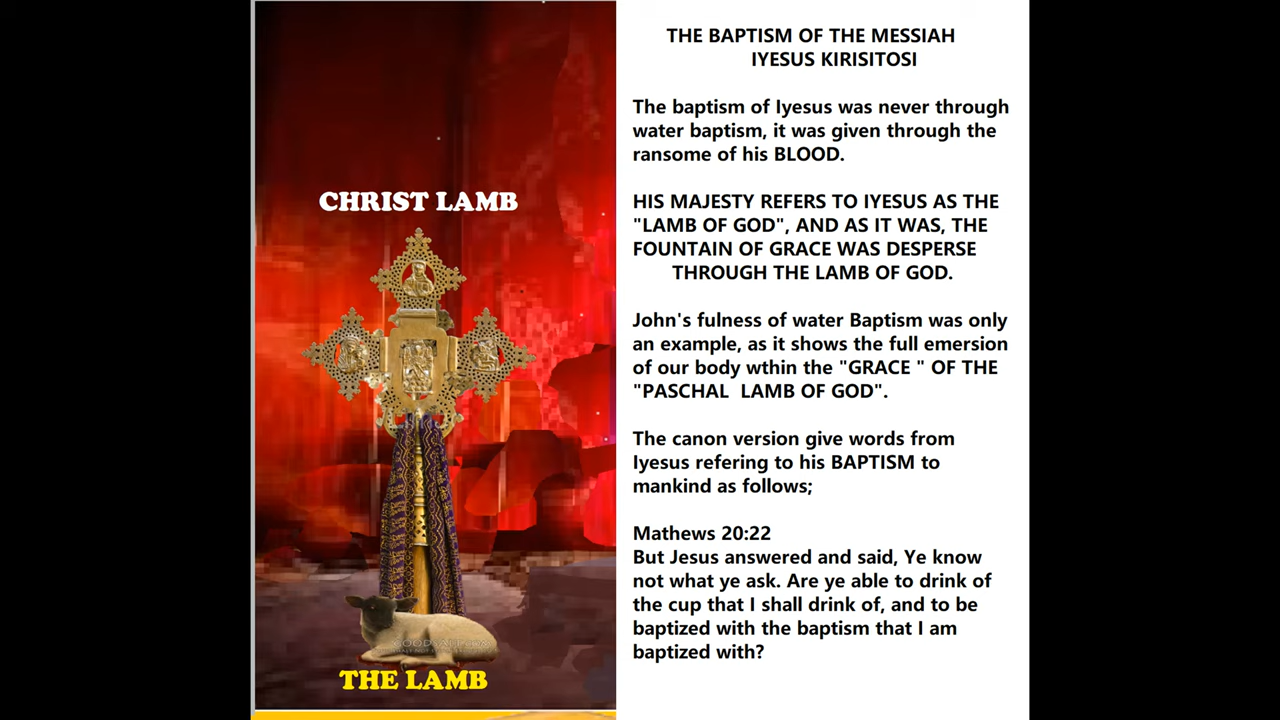 CHRIST LAMB
THE LAMB
THE BAPTISM OF THE MESSIAH
IYESUS KIRISITOSI
The baptism of Iyesus was never through
water baptism, it was given through the
ransome of his BLOOD.
HIS MAJESTY REFERS TO IYESUS AS THE
"LAMB OF GOD", AND AS IT WAS, THE
FOUNTAIN OF GRACE WAS DESPERSE
THROUGH THE LAMB OF GOD.
John's fulness of water Baptism was only
an example, as it shows the full emersion
of our body wthin the "GRACE " OF THE
"PASCHAL  LAMB OF GOD".
The canon version give words from
Iyesus refering to his BAPTISM to
mankind as follows;
Mathews 20:22
But Jesus answered and said, Ye know
not what ye ask. Are ye able to drink of
the cup that I shall drink of, and to be
baptized with the baptism that I am
baptized with?